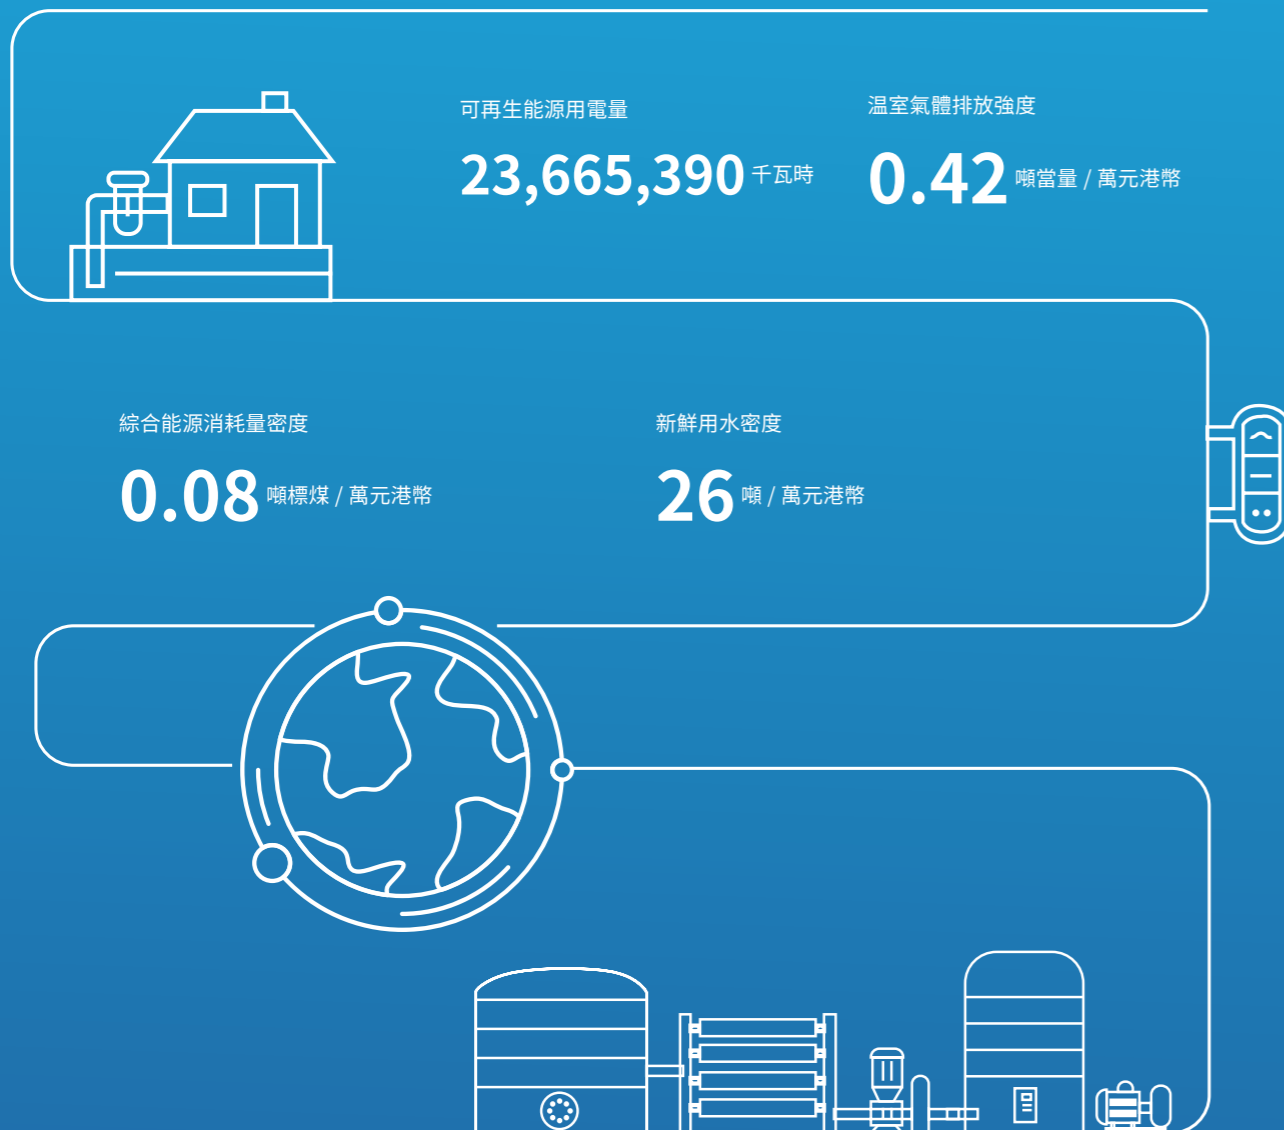 可再生能源用電量
23,665,390 千瓦時
温室氣體排放強度
0.42 噸當量 / 萬元港幣
綜合能源消耗量密度
0.08 噸標煤 / 萬元港幣
新鮮用水密度
26 噸 / 萬元港幣